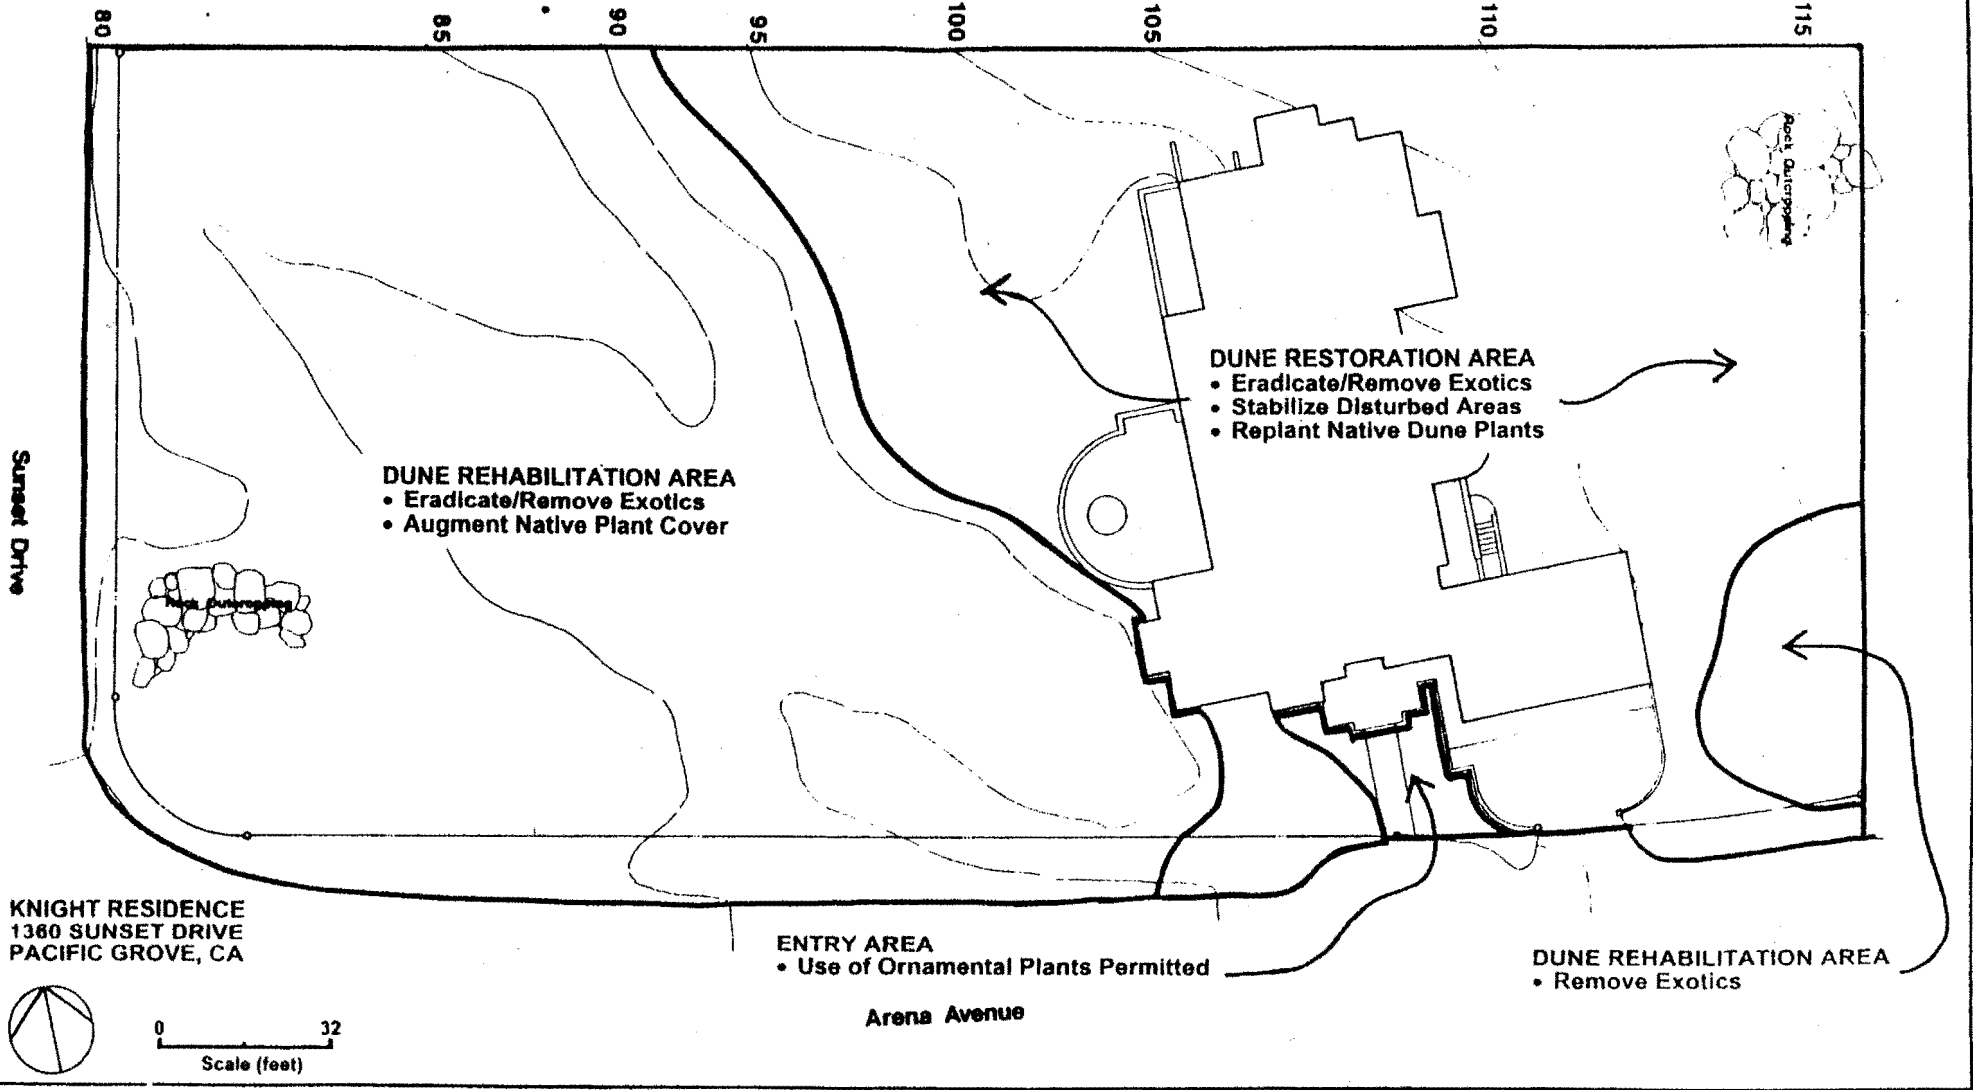 80
85
90
95
100
105
110
115
Rock Outcropping
DUNE RESTORATION AREA
• Eradicate/Remove Exotics
• Stabilize Disturbed Areas
• Replant Native Dune Plants
DUNE REHABILITATION AREA
• Eradicate/Remove Exotics
• Augment Native Plant Cover
Sunset Drive
Rock Outcropping
KNIGHT RESIDENCE
1360 SUNSET DRIVE
PACIFIC GROVE, CA
ENTRY AREA
• Use of Ornamental Plants Permitted
DUNE REHABILITATION AREA
• Remove Exotics
Arena Avenue
0 32
Scale (feet)